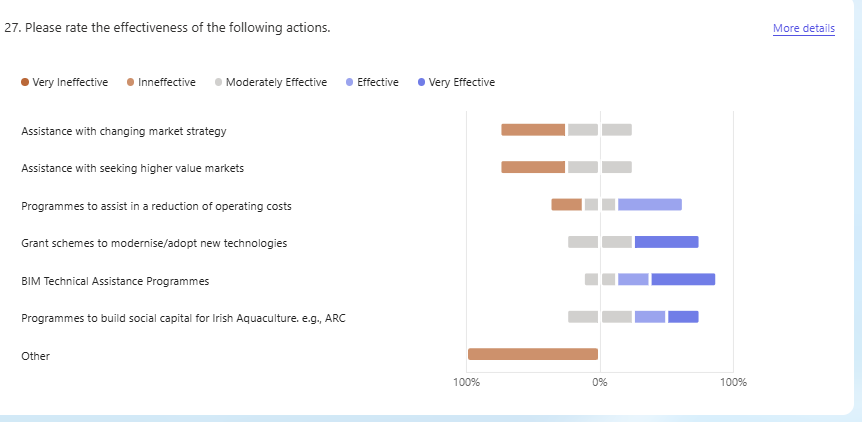 27. Please rate the effectiveness of the following actions.
More details
Very Ineffective Inneffective Moderately Effective Effective Very Effective
Assistance with changing market strategy
Assistance with seeking higher value markets
Programmes to assist in a reduction of operating costs
Grant schemes to modernise/adopt new technologies
BIM Technical Assistance Programmes
Programmes to build social capital for Irish Aquaculture. e.g., ARC
Other
100% 0% 100%